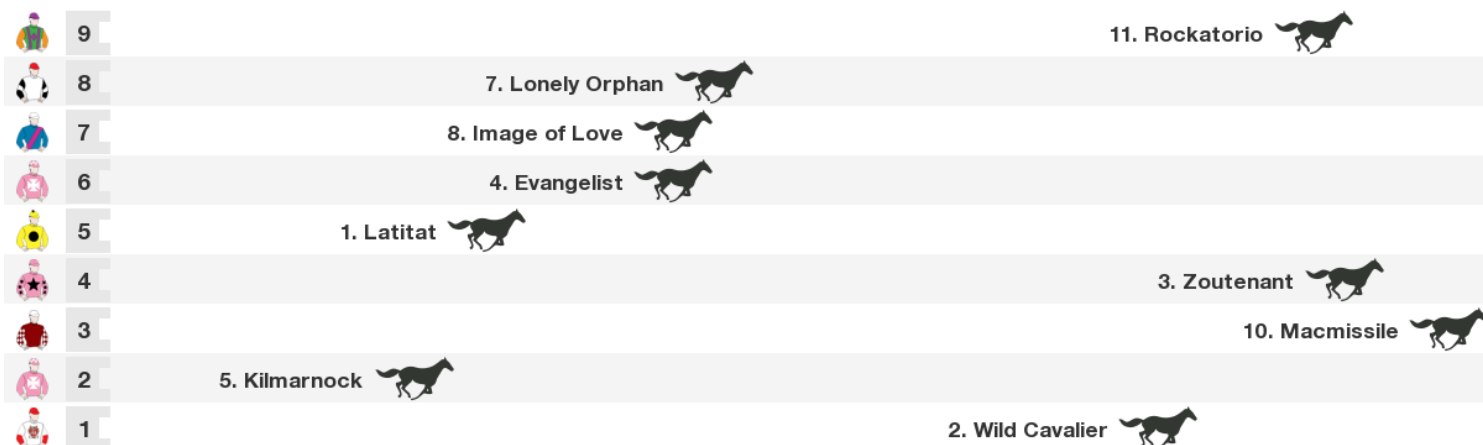 9 11. Rockatorio
8 7. Lonely Orphan
7 8. Image of Love
6 4. Evangelist
5 1. Latitat
4 3. Zoutenant
3 10. Macmissile
2 5. Kilmarnock
1 2. Wild Cavalier